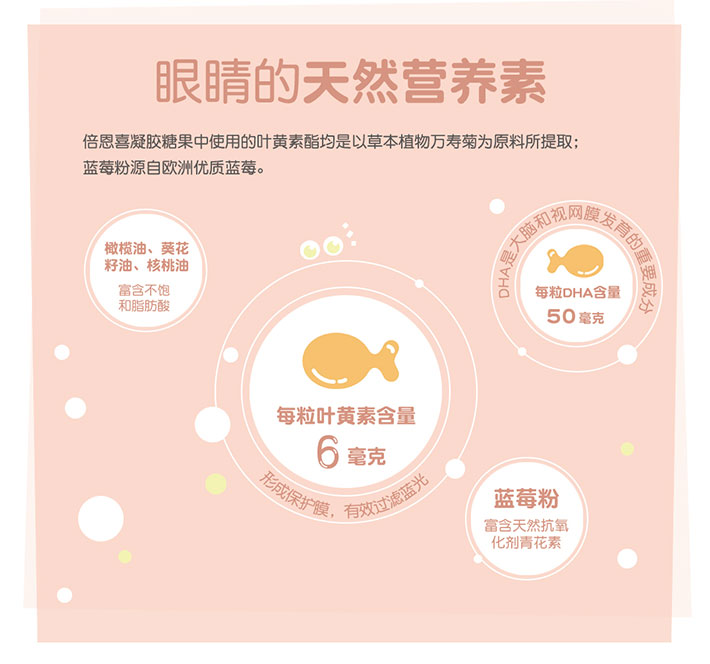 眼睛的天然营养素
倍恩喜凝胶糖果中使用的叶黄素酯均是以草本植物万寿菊为原料所提取；
蓝莓粉源自欧洲优质蓝莓。
橄榄油、葵花
籽油、核桃油
富含不饱
和脂肪酸
DHA是大脑和视网膜发育的重要成分
每粒DHA含量
50毫克
每粒叶黄素含量
6毫克
形成保护膜，有效过滤蓝光
蓝莓粉
富含天然抗氧
化剂青花素